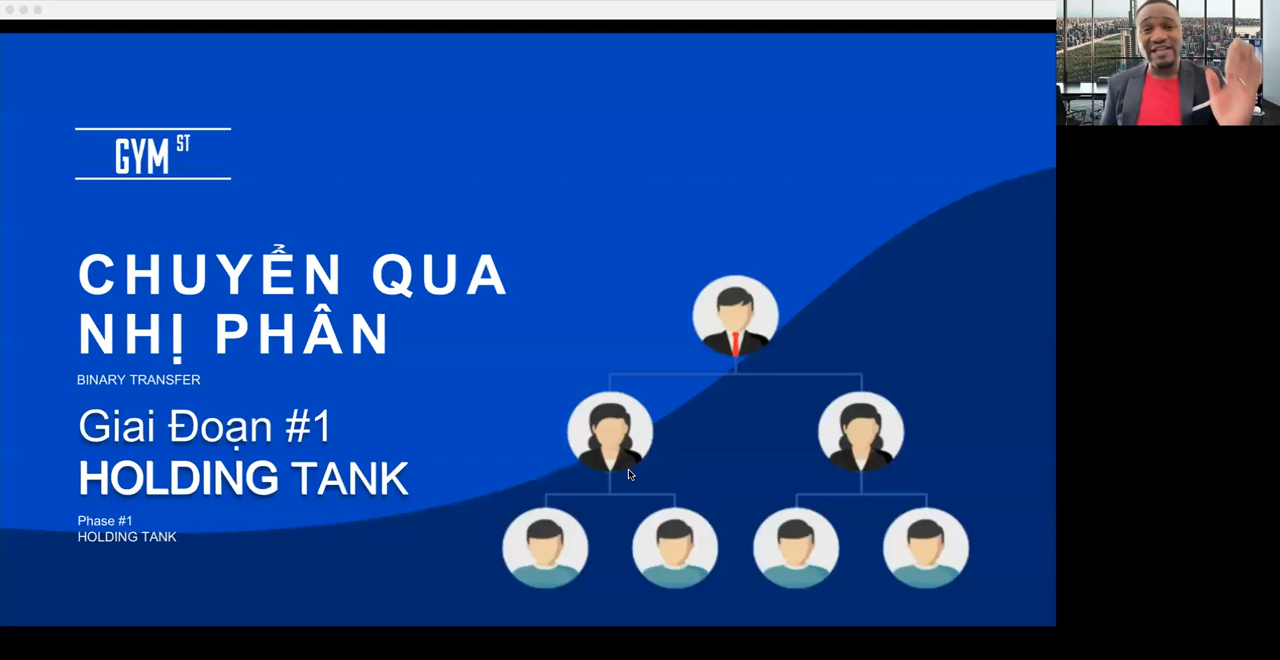 GYM ST
CHUYỂN QUA
NHỊ PHÂN
BINARY TRANSFER
Giai Đoạn #1
HOLDING TANK
Phase #1
HOLDING TANK